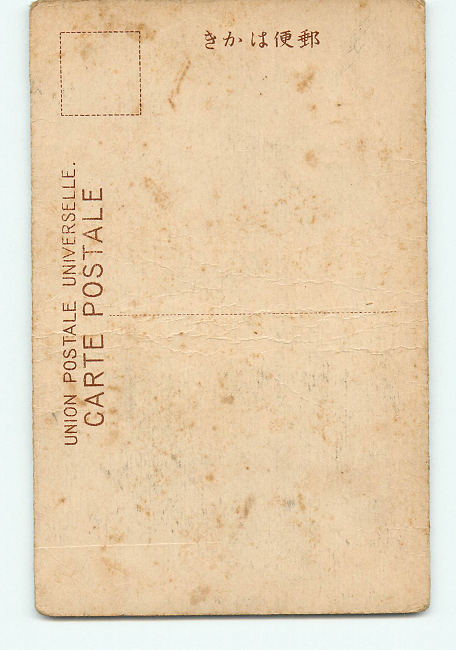 きかは便郵
UNION POSTALE UNIVERSELLE.
CARTE POSTALE